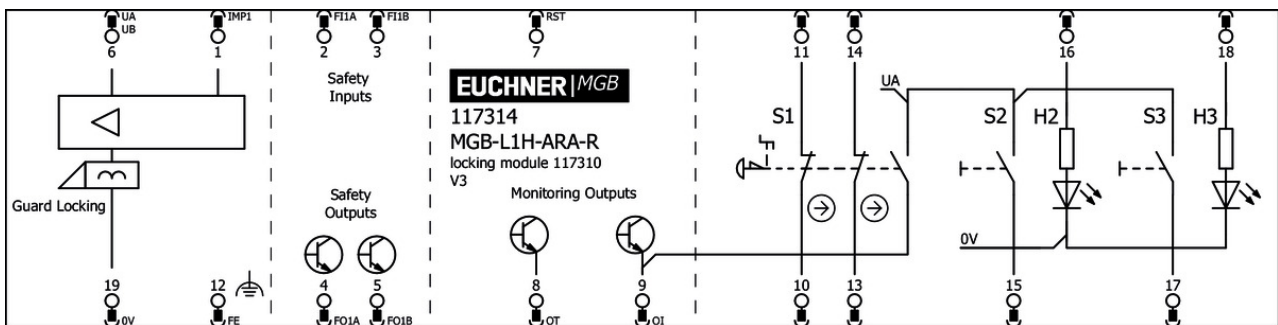 UA
UB
IMP1
FI1A
FI1B
RST
6
1
2
3
7
11
14
16
18
Safety
Inputs
EUCHNER|MGB
117314
MGB-L1H-ARA-R
locking module 117310
V3
UA
S1
S2
H2
S3
H3
Guard Locking
Safety
Outputs
Monitoring Outputs
0V
19
12
4
5
8
9
10
13
15
17
0V
FE
FO1A
FO1B
OT
OI